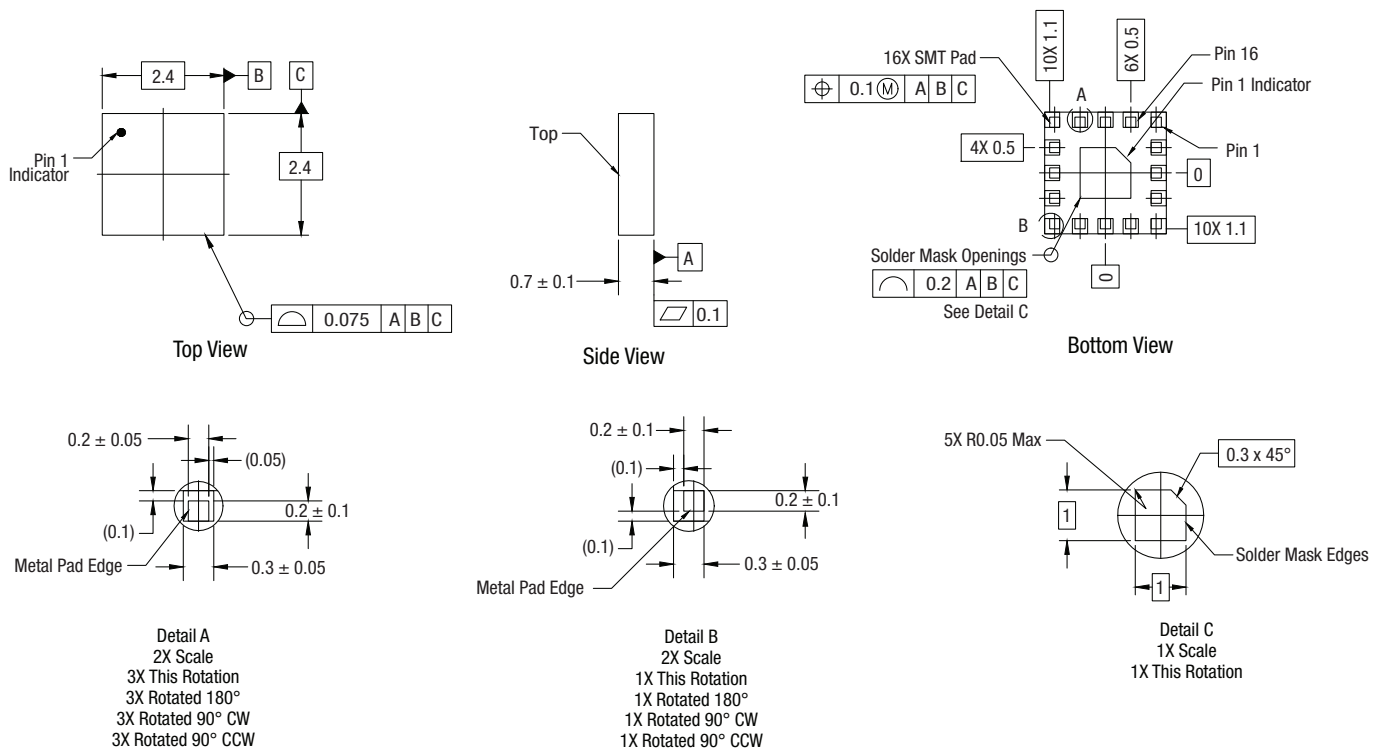 2.4
B
C
Pin 1
Indicator
2.4
0.075 A B C
Top View
Top
0.7 ± 0.1
A
0.1
Side View
16X SMT Pad
10X 1.1
6X 0.5
Pin 16
Pin 1 Indicator
⌖ 0.1 Ⓜ A B C
A
4X 0.5
Pin 1
0
B
10X 1.1
Solder Mask Openings
0
0.2 A B C
See Detail C
Bottom View
0.2 ± 0.05
(0.05)
0.2 ± 0.1
(0.1)
Metal Pad Edge
0.3 ± 0.05
Detail A
2X Scale
3X This Rotation
3X Rotated 180°
3X Rotated 90° CW
3X Rotated 90° CCW
0.2 ± 0.1
(0.1)
0.2 ± 0.1
(0.1)
0.3 ± 0.05
Metal Pad Edge
Detail B
2X Scale
1X This Rotation
1X Rotated 180°
1X Rotated 90° CW
1X Rotated 90° CCW
5X R0.05 Max
0.3 x 45°
1
Solder Mask Edges
1
Detail C
1X Scale
1X This Rotation